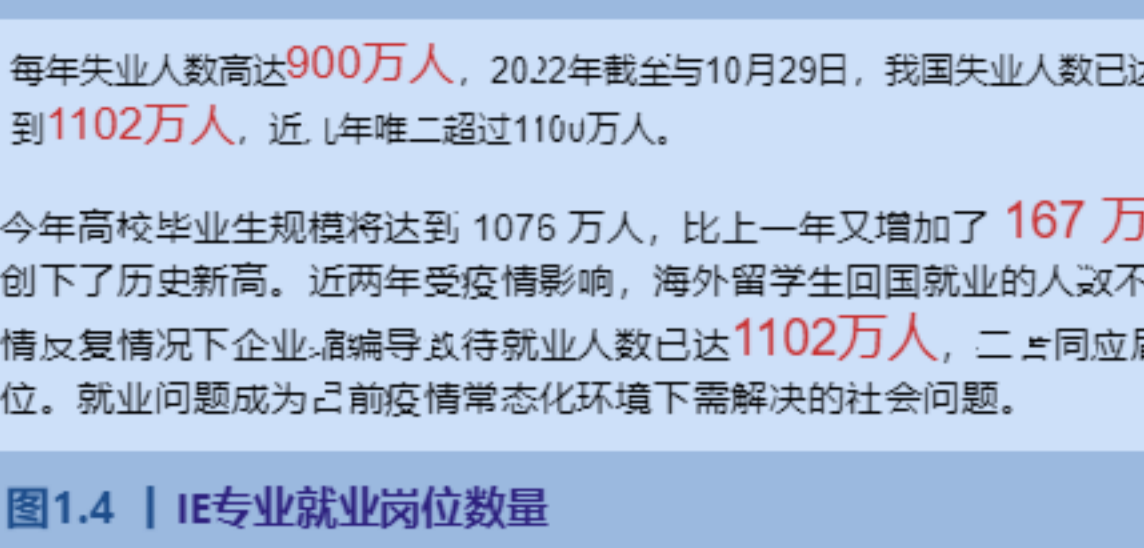 每年失业人数高达900万人，2022年截至与10月29日，我国失业人数已达
到1102万人，近几年唯二超过1100万人。
今年高校毕业生规模将达到 1076 万人，比上一年又增加了 167 万
创下了历史新高。近两年受疫情影响，海外留学生回国就业的人数不
情反复情况下企业缩编导致待就业人数已达1102万人，二者同应届
位。就业问题成为目前疫情常态化环境下需解决的社会问题。
图1.4 | IE专业就业岗位数量